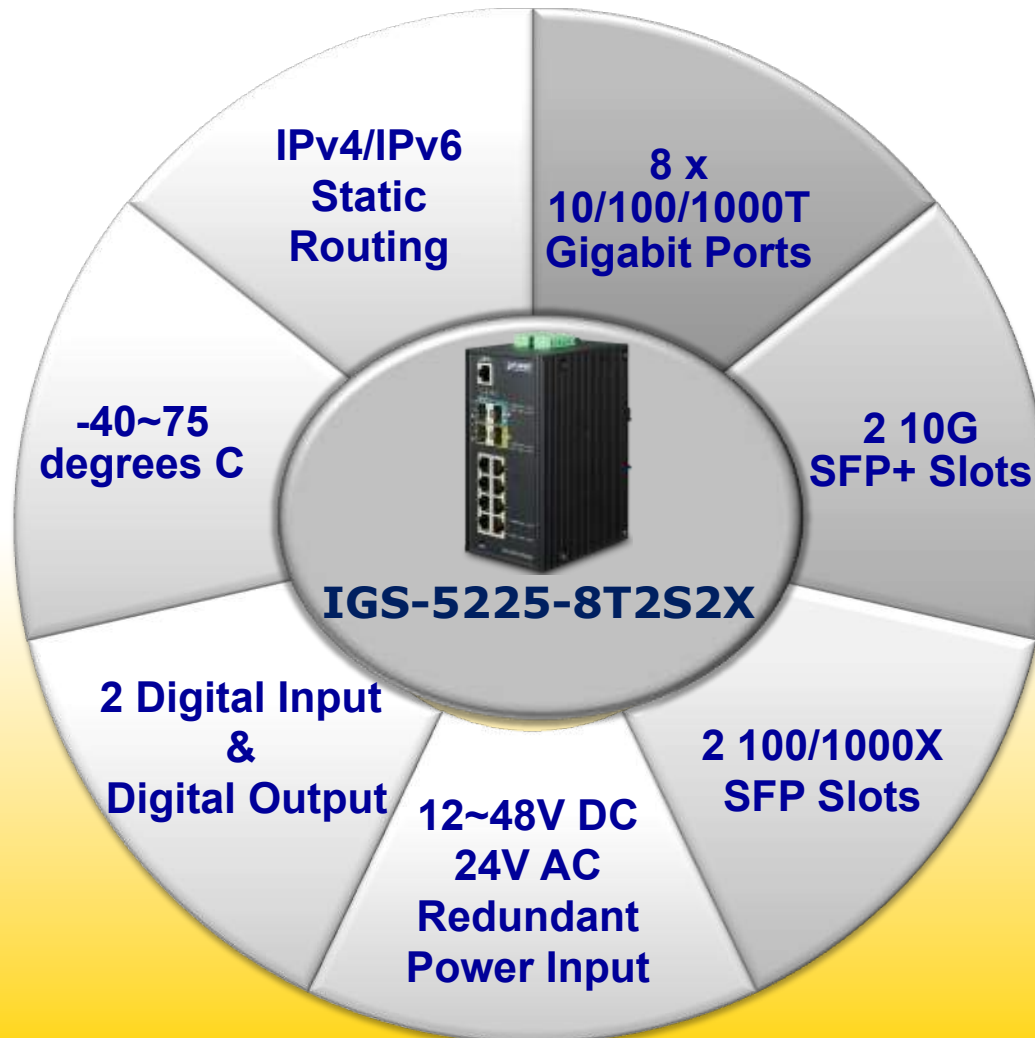 IPv4/IPv6
Static
Routing
8 x
10/100/1000T
Gigabit Ports
-40~75
degrees C
2 10G
SFP+ Slots
IGS-5225-8T2S2X
2 Digital Input
&
Digital Output
2 100/1000X
SFP Slots
12~48V DC
24V AC
Redundant
Power Input